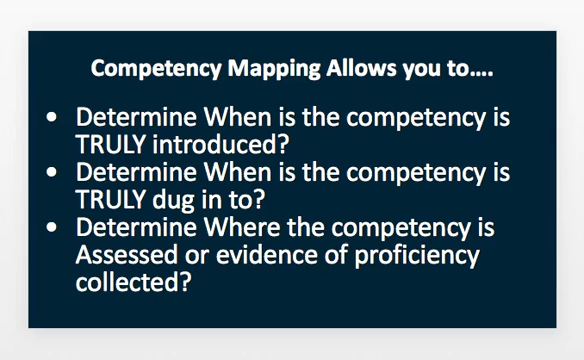 Competency Mapping Allows you to....
• Determine When is the competency is
TRULY introduced?
• Determine When is the competency is
TRULY dug in to?
• Determine Where the competency is
Assessed or evidence of proficiency
collected?